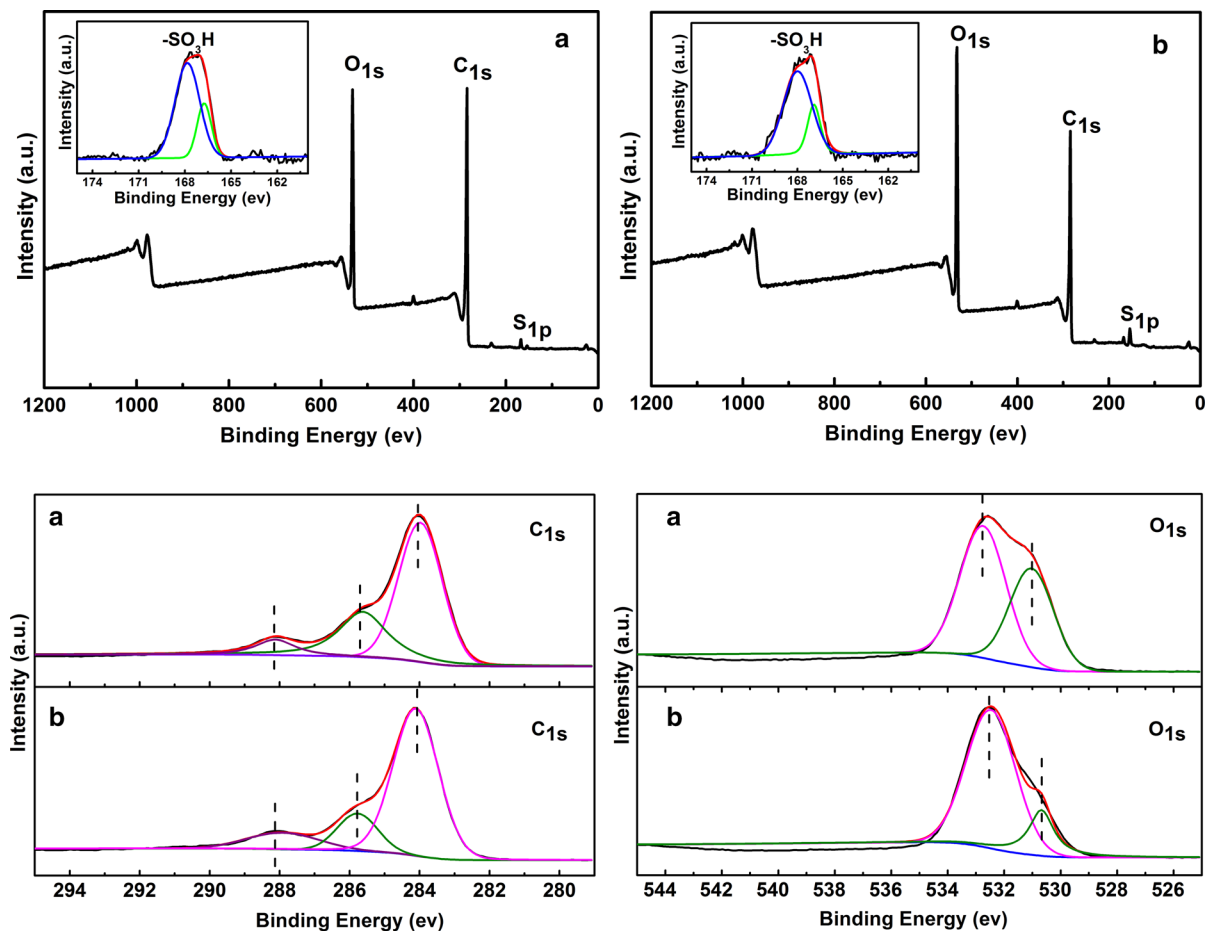 a
-SO3H
O1s
C1s
S1p
Intensity (a.u.)
174 171 168 165 162
Binding Energy (ev)
Intensity (a.u.)
1200 1000 800 600 400 200 0
Binding Energy (ev)
b
-SO3H
O1s
C1s
S1p
Intensity (a.u.)
174 171 168 165 162
Binding Energy (ev)
Intensity (a.u.)
1200 1000 800 600 400 200 0
Binding Energy (ev)
a
C1s
b
C1s
Intensity (a.u.)
Intensity (a.u.)
294 292 290 288 286 284 282 280
Binding Energy (ev)
a
O1s
b
O1s
Intensity (a.u.)
Intensity (a.u.)
544 542 540 538 536 534 532 530 528 526
Binding Energy (ev)